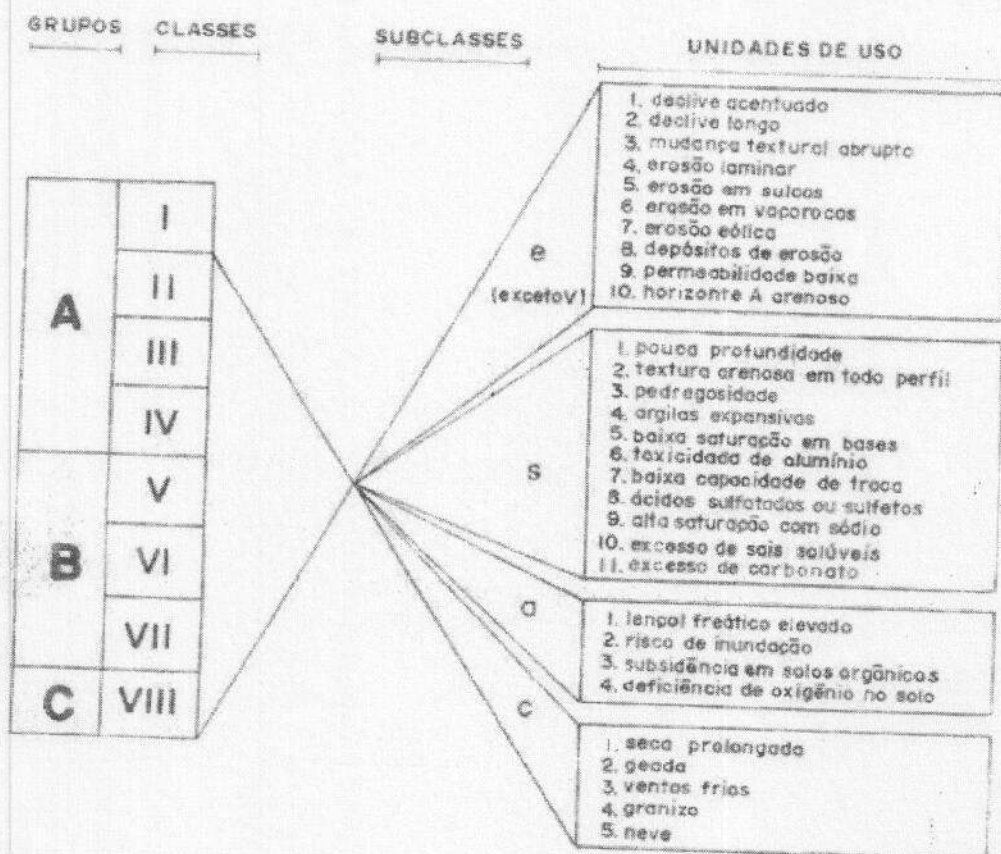 GRUPOS CLASSES SUBCLASSES UNIDADES DE USO
A
I
II
III
IV
B
V
VI
VII
C
VIII
e
(exceto V)
1. declive acentuado
2. declive longo
3. mudança textural abrupto
4. erosão laminar
5. erosão em sulcos
6. erosão em voçorocas
7. erosão eólica
8. depósitos de erosão
9. permeabilidade baixa
10. horizonte A arenoso
s
1. pouca profundidade
2. textura arenosa em todo perfil
3. pedregosidade
4. argilas expansivas
5. baixa saturação em bases
6. toxicidade de alumínio
7. baixa capacidade de troca
8. ácidos sulfatados ou sulfetos
9. alta saturação com sódio
10. excesso de sais solúveis
11. excesso de carbonato
a
1. lençol freático elevado
2. risco de inundação
3. subsidência em solos orgânicos
4. deficiência de oxigênio no solo
c
1. seca prolongada
2. geada
3. ventos frios
4. granizo
5. neve